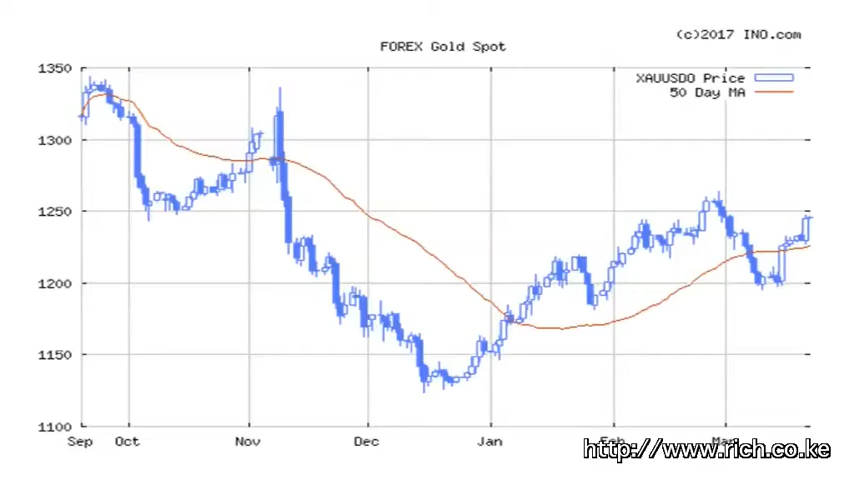 (c)2017 INO.com
FOREX Gold Spot
XAUUSDO Price
50 Day MA
1350
1300
1250
1200
1150
1100
Sep Oct Nov Dec Jan Feb Mar
http://www.rich.co.ke